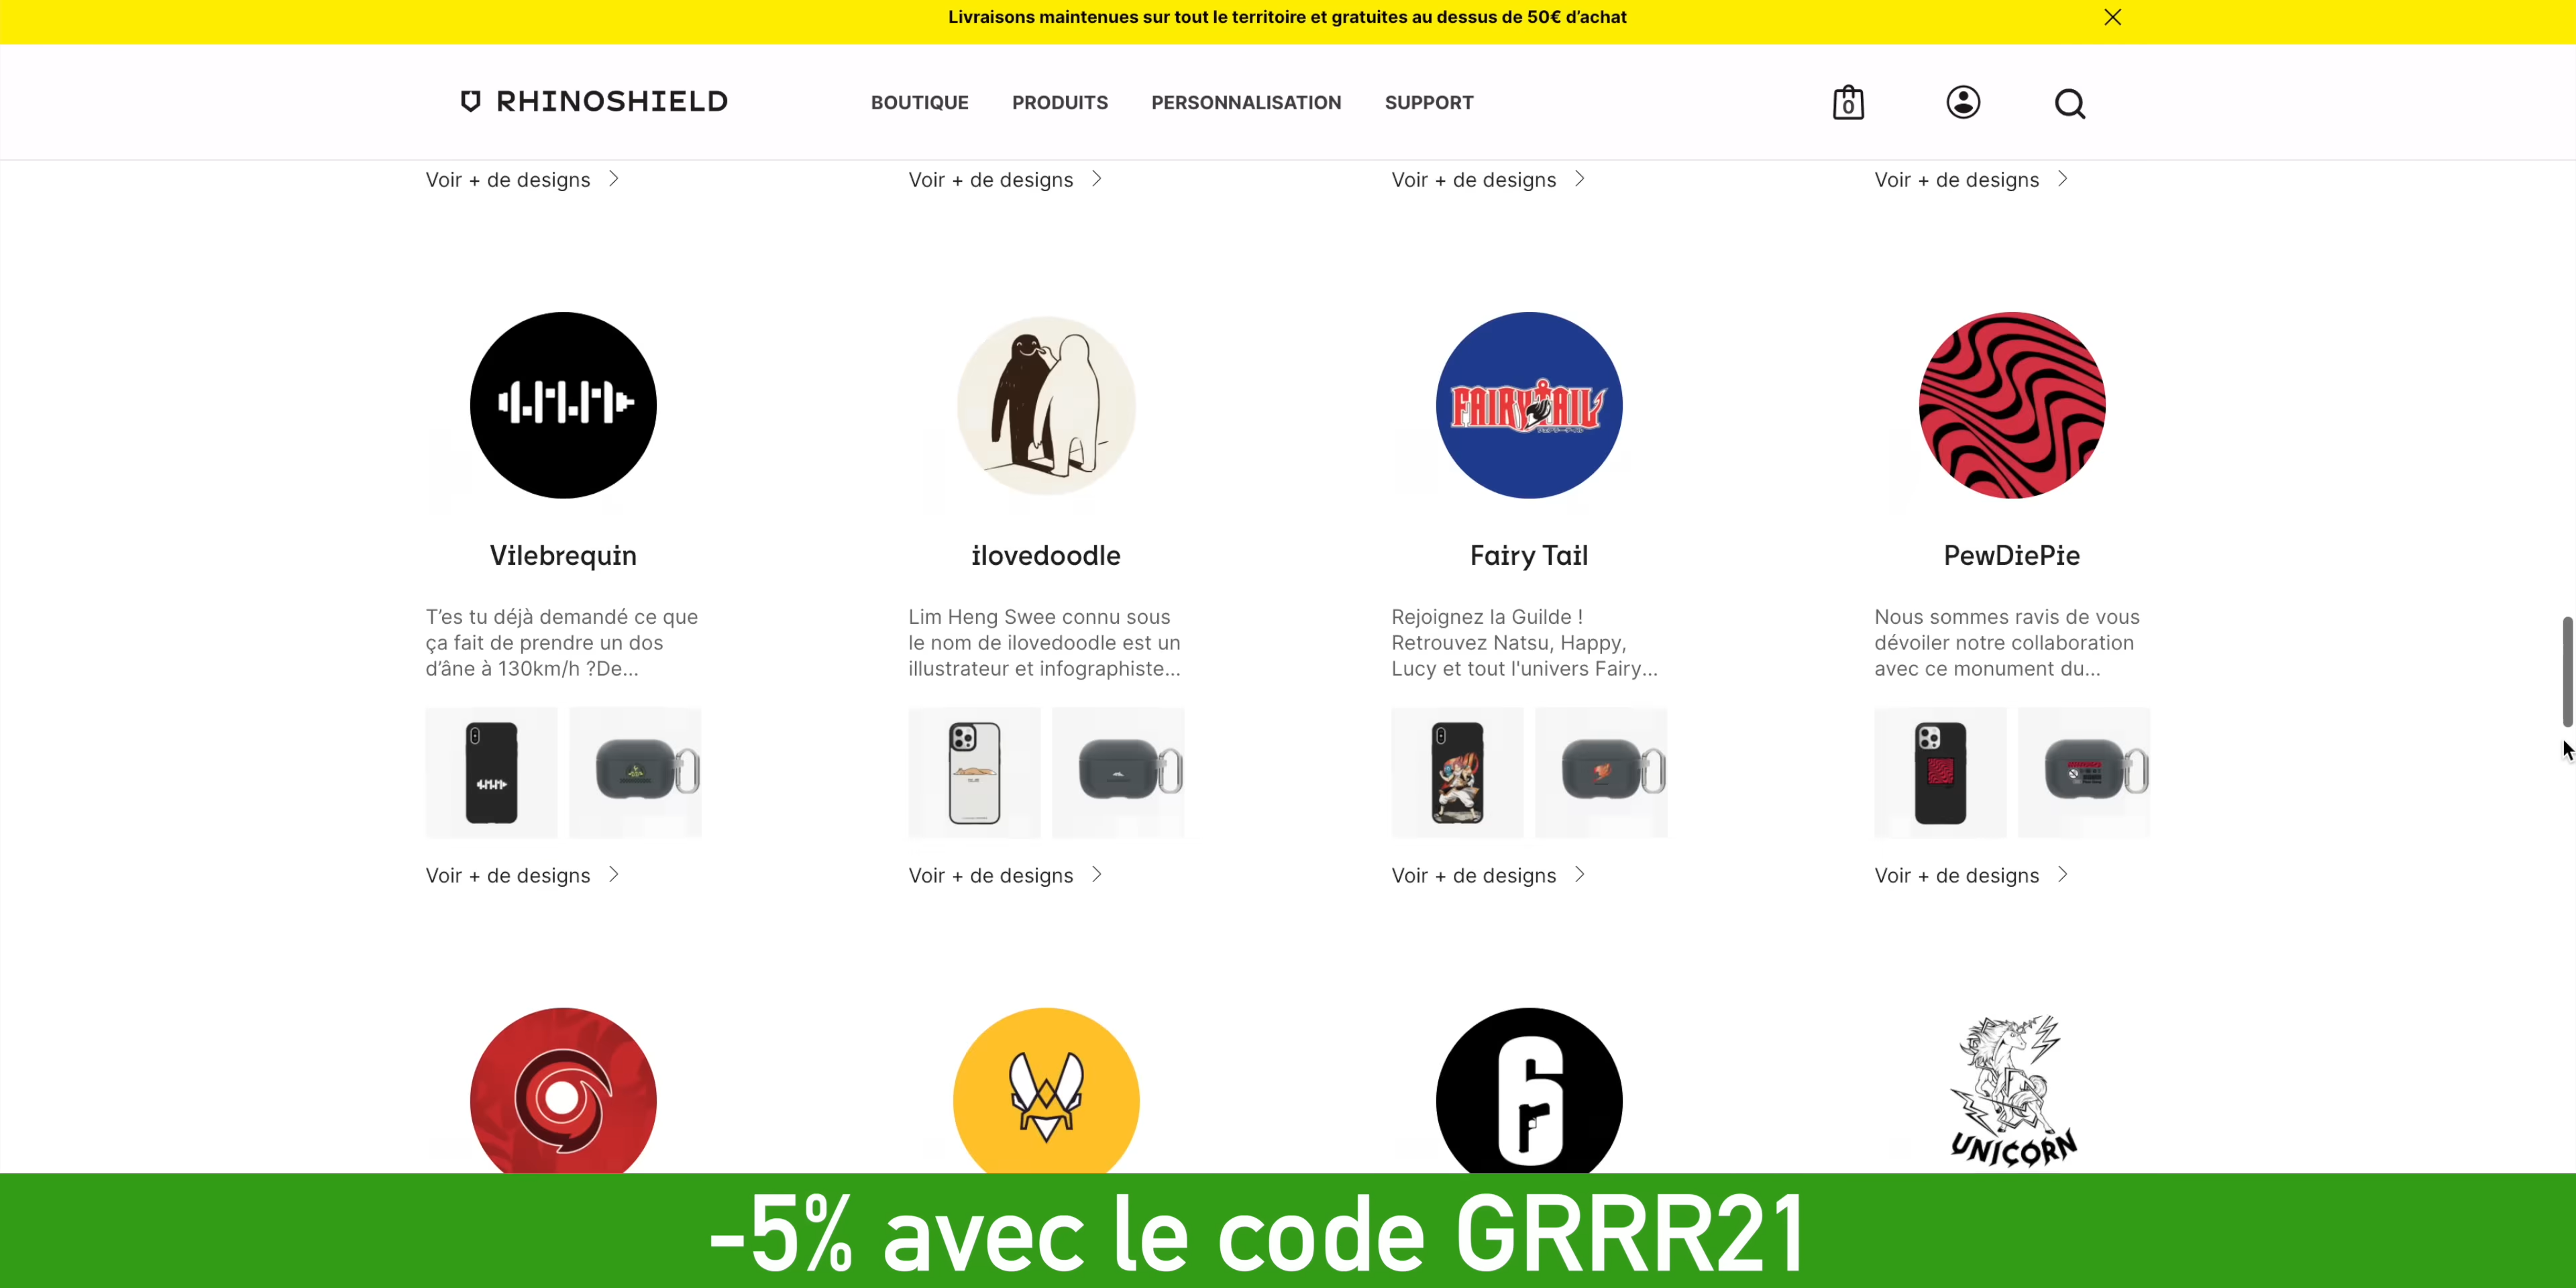 Livraisons maintenues sur tout le territoire et gratuites au dessus de 50€ d’achat
RHINOSHIELD
BOUTIQUE PRODUITS PERSONNALISATION SUPPORT
0
Voir + de designs
Voir + de designs
Voir + de designs
Voir + de designs
FAIRY TAIL
Vilebrequin
T’es tu déjà demandé ce que
ça fait de prendre un dos
d’âne à 130km/h ?De...
Voir + de designs
ilovedoodle
Lim Heng Swee connu sous
le nom de ilovedoodle est un
illustrateur et infographiste...
Voir + de designs
Fairy Tail
Rejoignez la Guilde !
Retrouvez Natsu, Happy,
Lucy et tout l'univers Fairy...
Voir + de designs
PewDiePie
Nous sommes ravis de vous
dévoiler notre collaboration
avec ce monument du...
Voir + de designs
6
UNICORN
-5% avec le code GRRR21